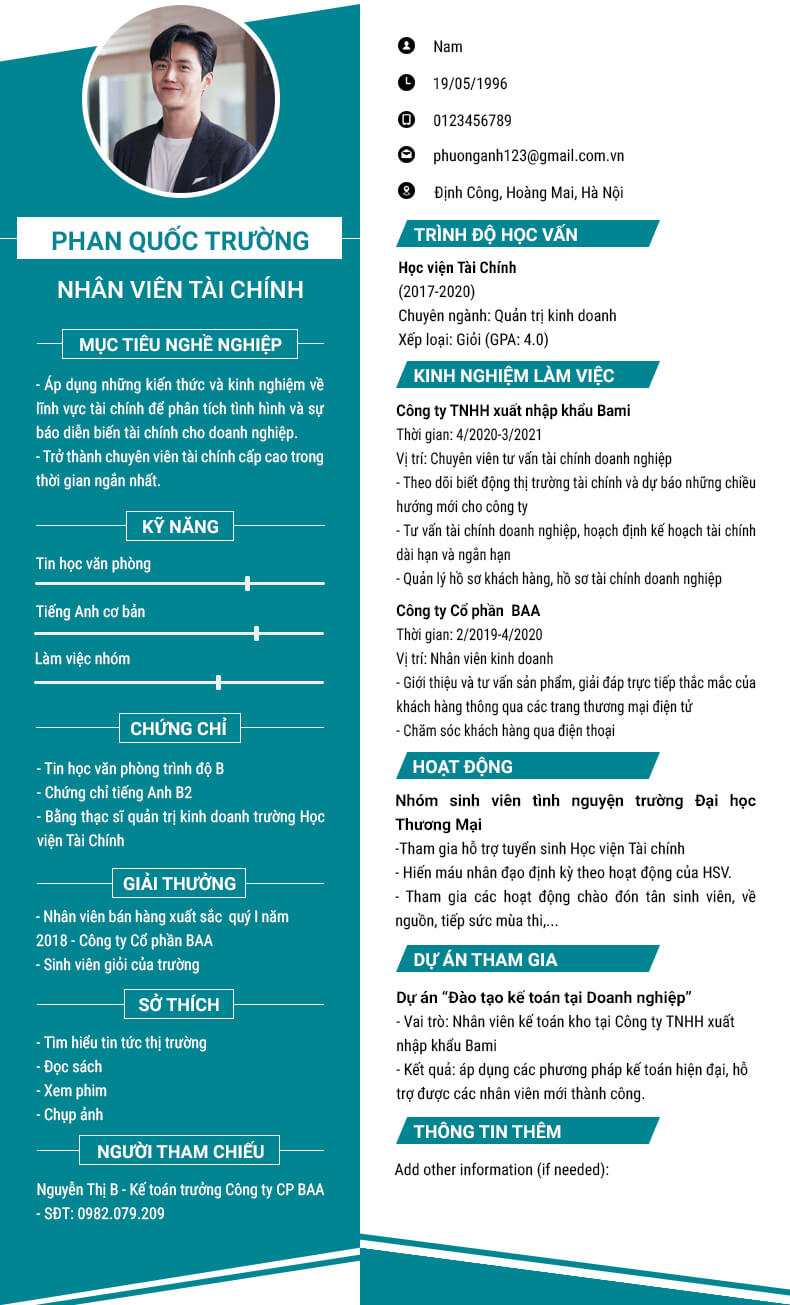 PHAN QUỐC TRƯỜNG
NHÂN VIÊN TÀI CHÍNH
MỤC TIÊU NGHỀ NGHIỆP
- Áp dụng những kiến thức và kinh nghiệm về
lĩnh vực tài chính để phân tích tình hình và sự
báo diễn biến tài chính cho doanh nghiệp.
- Trở thành chuyên viên tài chính cấp cao trong
thời gian ngắn nhất.
KỸ NĂNG
Tin học văn phòng
Tiếng Anh cơ bản
Làm việc nhóm
CHỨNG CHỈ
- Tin học văn phòng trình độ B
- Chứng chỉ tiếng Anh B2
- Bằng thạc sĩ quản trị kinh doanh trường Học
viện Tài Chính
GIẢI THƯỞNG
- Nhân viên bán hàng xuất sắc quý I năm
2018 - Công ty Cổ phần BAA
- Sinh viên giỏi của trường
SỞ THÍCH
- Tìm hiểu tin tức thị trường
- Đọc sách
- Xem phim
- Chụp ảnh
NGƯỜI THAM CHIẾU
Nguyễn Thị B - Kế toán trưởng Công ty CP BAA
- SĐT: 0982.079.209
Nam
19/05/1996
0123456789
phuonganh123@gmail.com.vn
Định Công, Hoàng Mai, Hà Nội
TRÌNH ĐỘ HỌC VẤN
Học viện Tài Chính
(2017-2020)
Chuyên ngành: Quản trị kinh doanh
Xếp loại: Giỏi (GPA: 4.0)
KINH NGHIỆM LÀM VIỆC
Công ty TNHH xuất nhập khẩu Bami
Thời gian: 4/2020-3/2021
Vị trí: Chuyên viên tư vấn tài chính doanh nghiệp
- Theo dõi biết động thị trường tài chính và dự báo những chiều
hướng mới cho công ty
- Tư vấn tài chính doanh nghiệp, hoạch định kế hoạch tài chính
dài hạn và ngắn hạn
- Quản lý hồ sơ khách hàng, hồ sơ tài chính doanh nghiệp
Công ty Cổ phần BAA
Thời gian: 2/2019-4/2020
Vị trí: Nhân viên kinh doanh
- Giới thiệu và tư vấn sản phẩm, giải đáp trực tiếp thắc mắc của
khách hàng thông qua các trang thương mại điện tử
- Chăm sóc khách hàng qua điện thoại
HOẠT ĐỘNG
Nhóm sinh viên tình nguyện trường Đại học
Thương Mại
-Tham gia hỗ trợ tuyển sinh Học viện Tài chính
- Hiến máu nhân đạo định kỳ theo hoạt động của HSV.
- Tham gia các hoạt động chào đón tân sinh viên, về
nguồn, tiếp sức mùa thi,...
DỰ ÁN THAM GIA
Dự án “Đào tạo kế toán tại Doanh nghiệp”
- Vai trò: Nhân viên kế toán kho tại Công ty TNHH xuất
nhập khẩu Bami
- Kết quả: áp dụng các phương pháp kế toán hiện đại, hỗ
trợ được các nhân viên mới thành công.
THÔNG TIN THÊM
Add other information (if needed):